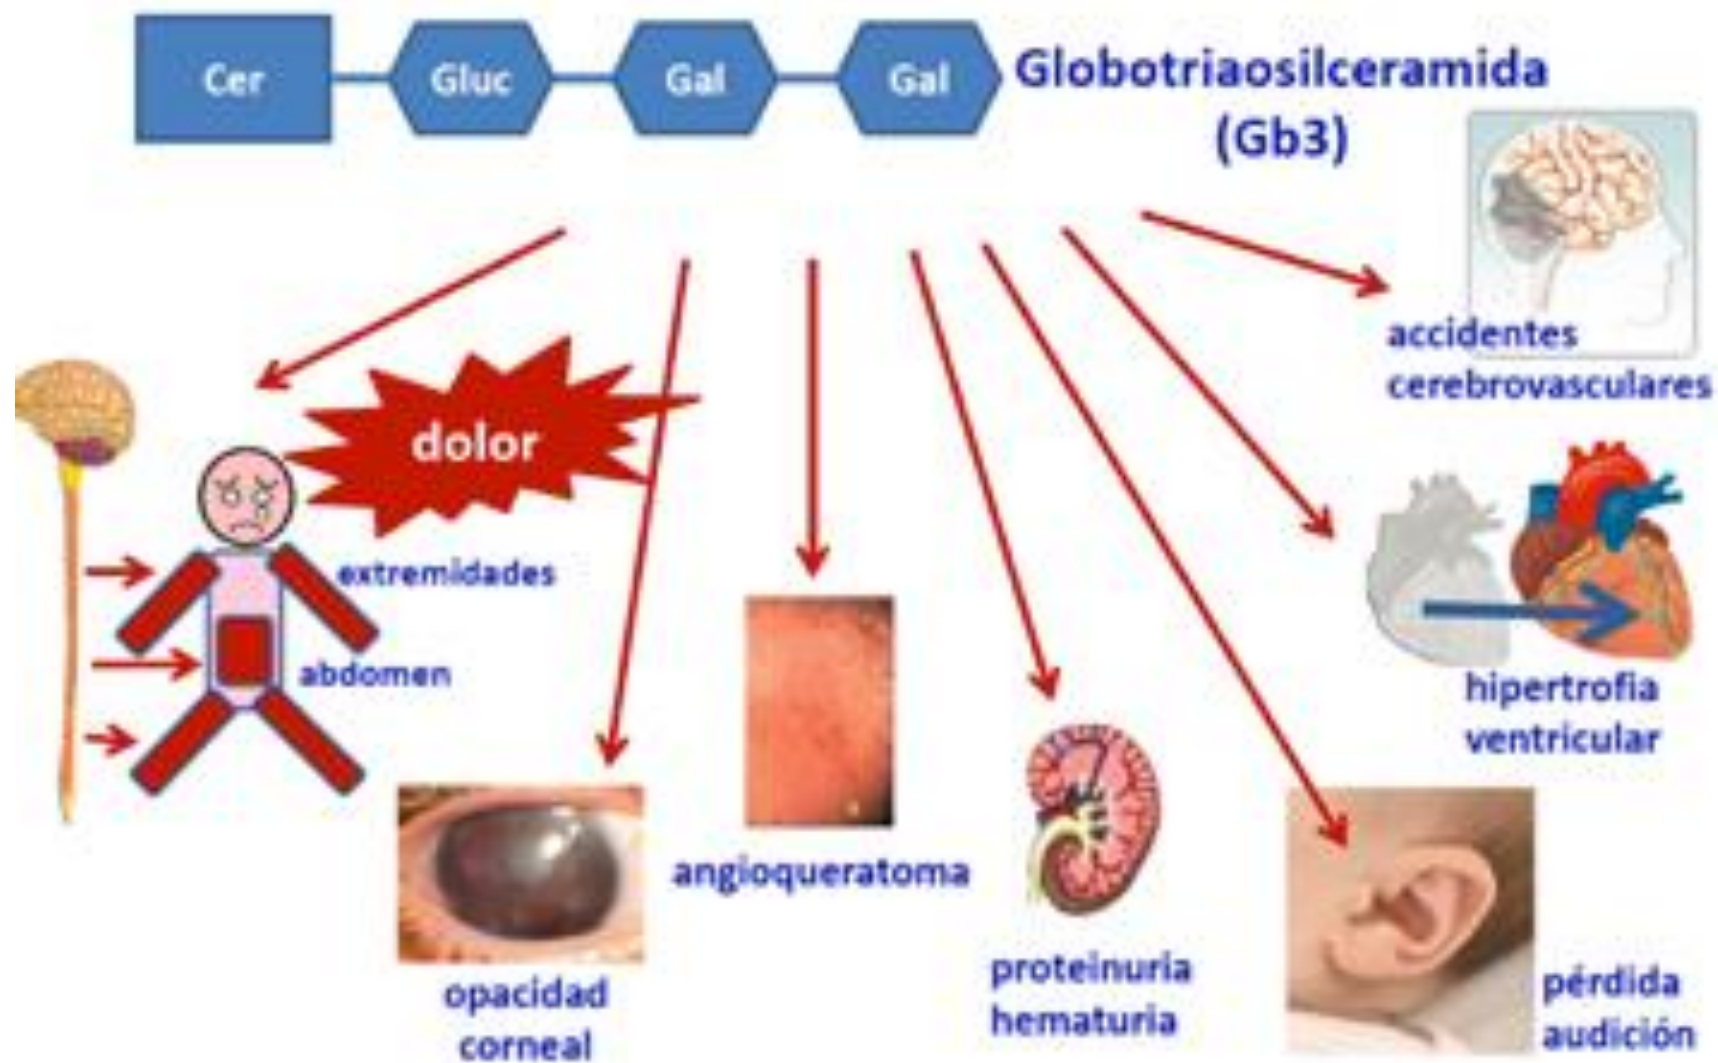 Cer
Gluc
Gal
Gal
Globotriaosilceramida
(Gb3)
accidentes
cerebrovasculares
dolor
extremidades
abdomen
hipertrofia
ventricular
angioqueratoma
opacidad
corneal
proteinuria
hematuria
pérdida
audición